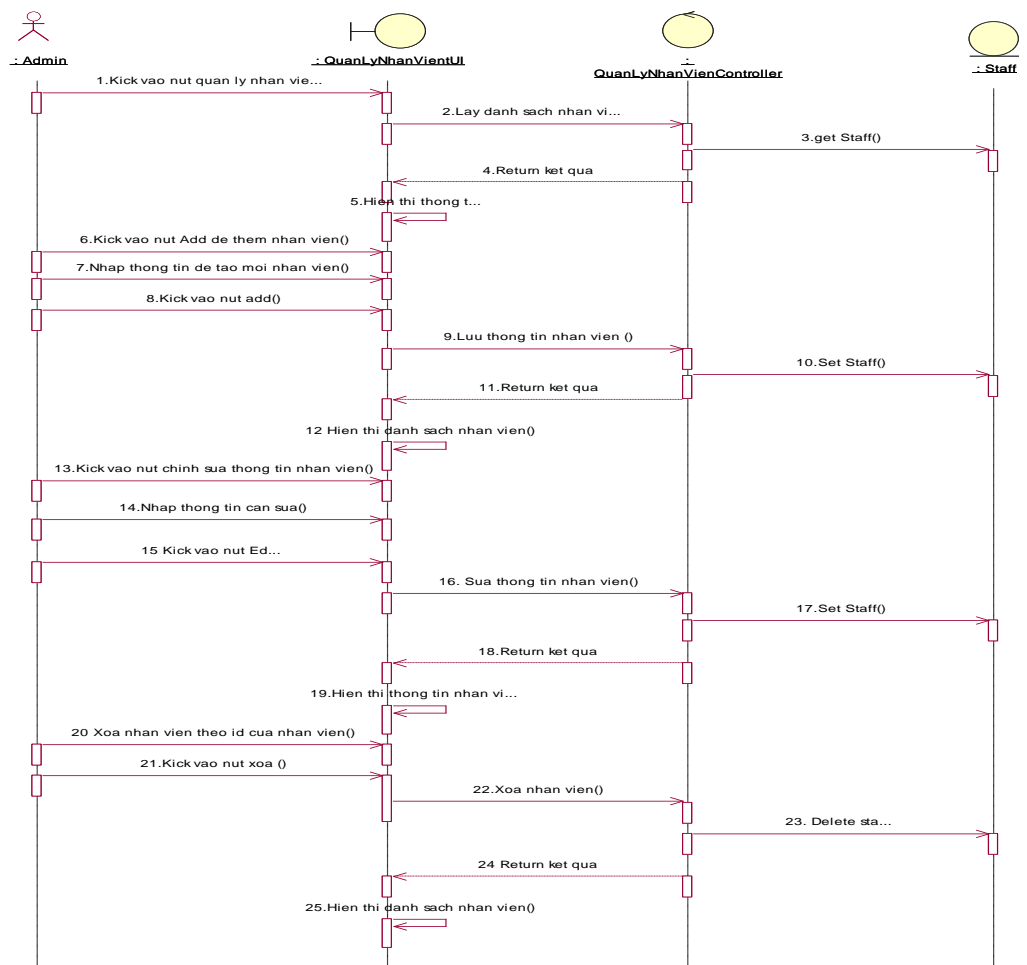 : Admin
: QuanLyNhanVientUI
:
QuanLyNhanVienController
: Staff
1.Kick vao nut quan ly nhan vie...
2.Lay danh sach nhan vi...
3.get Staff()
4.Return ket qua
5.Hien thi thong t...
6.Kick vao nut Add de them nhan vien()
7.Nhap thong tin de tao moi nhan vien()
8.Kick vao nut add()
9.Luu thong tin nhan vien ()
10.Set Staff()
11.Return ket qua
12 Hien thi danh sach nhan vien()
13.Kick vao nut chinh sua thong tin nhan vien()
14.Nhap thong tin can sua()
15 Kick vao nut Ed...
16. Sua thong tin nhan vien()
17.Set Staff()
18.Return ket qua
19.Hien thi thong tin nhan vi...
20 Xoa nhan vien theo id cua nhan vien()
21.Kick vao nut xoa ()
22.Xoa nhan vien()
23. Delete sta...
24 Return ket qua
25.Hien thi danh sach nhan vien()